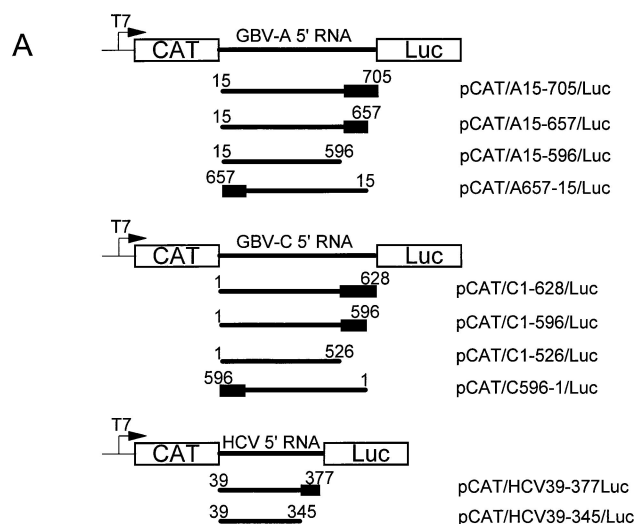 A
T7
CAT GBV-A 5' RNA Luc
15 705 pCAT/A15-705/Luc
15 657 pCAT/A15-657/Luc
15 596 pCAT/A15-596/Luc
657 15 pCAT/A657-15/Luc
T7
CAT GBV-C 5' RNA Luc
1 628 pCAT/C1-628/Luc
1 596 pCAT/C1-596/Luc
1 526 pCAT/C1-526/Luc
596 1 pCAT/C596-1/Luc
T7
CAT HCV 5' RNA Luc
39 377 pCAT/HCV39-377Luc
39 345 pCAT/HCV39-345/Luc